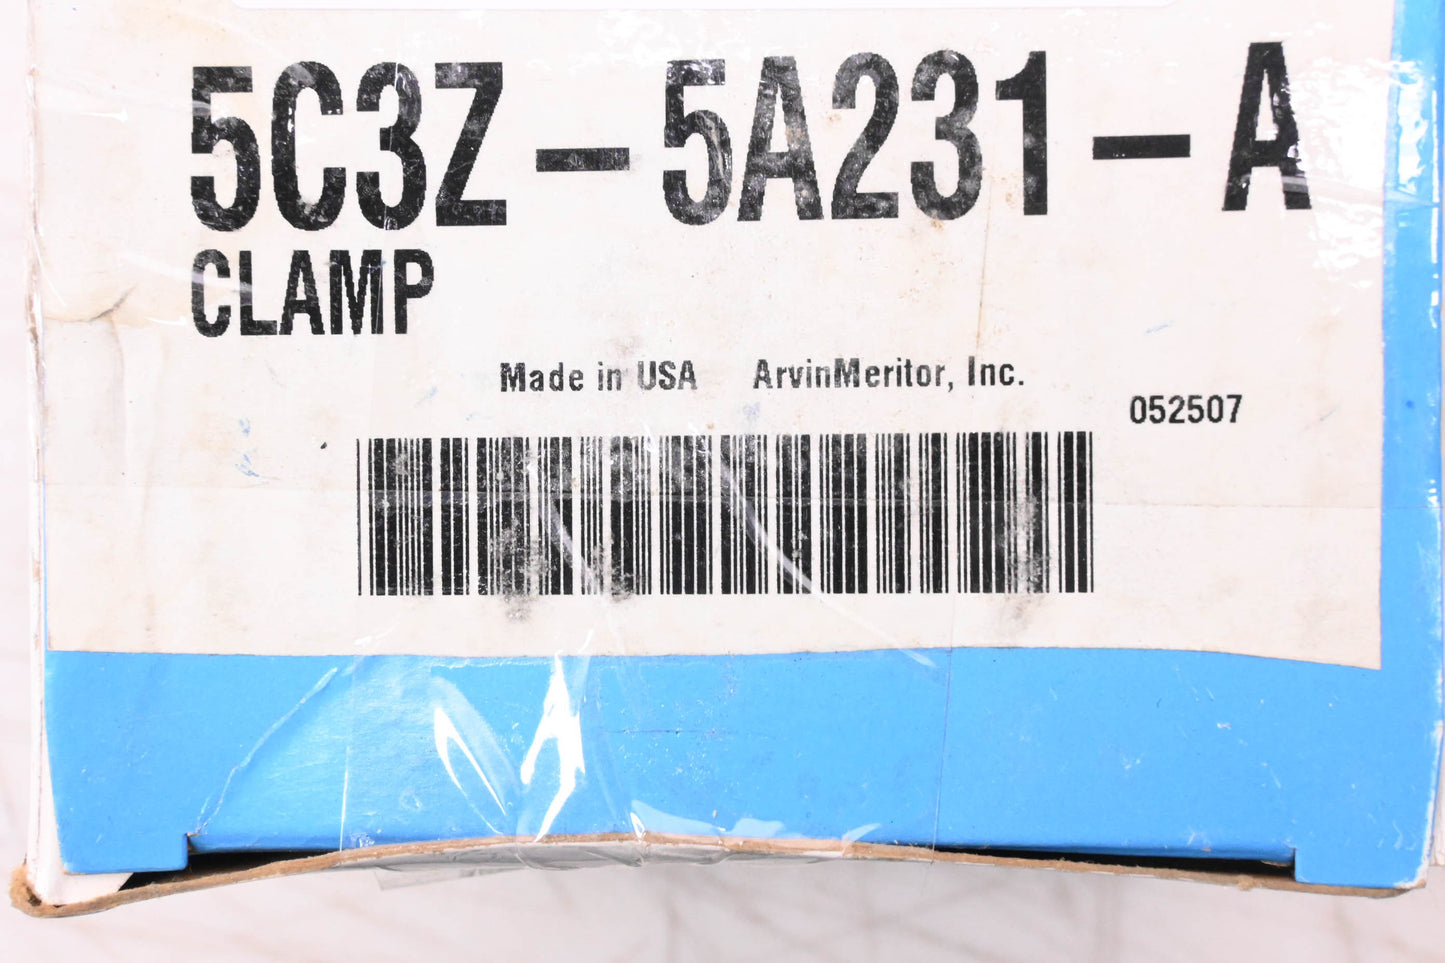 5C3Z-5A231-A
CLAMP
Made in USA ArvinMeritor, Inc.
052507